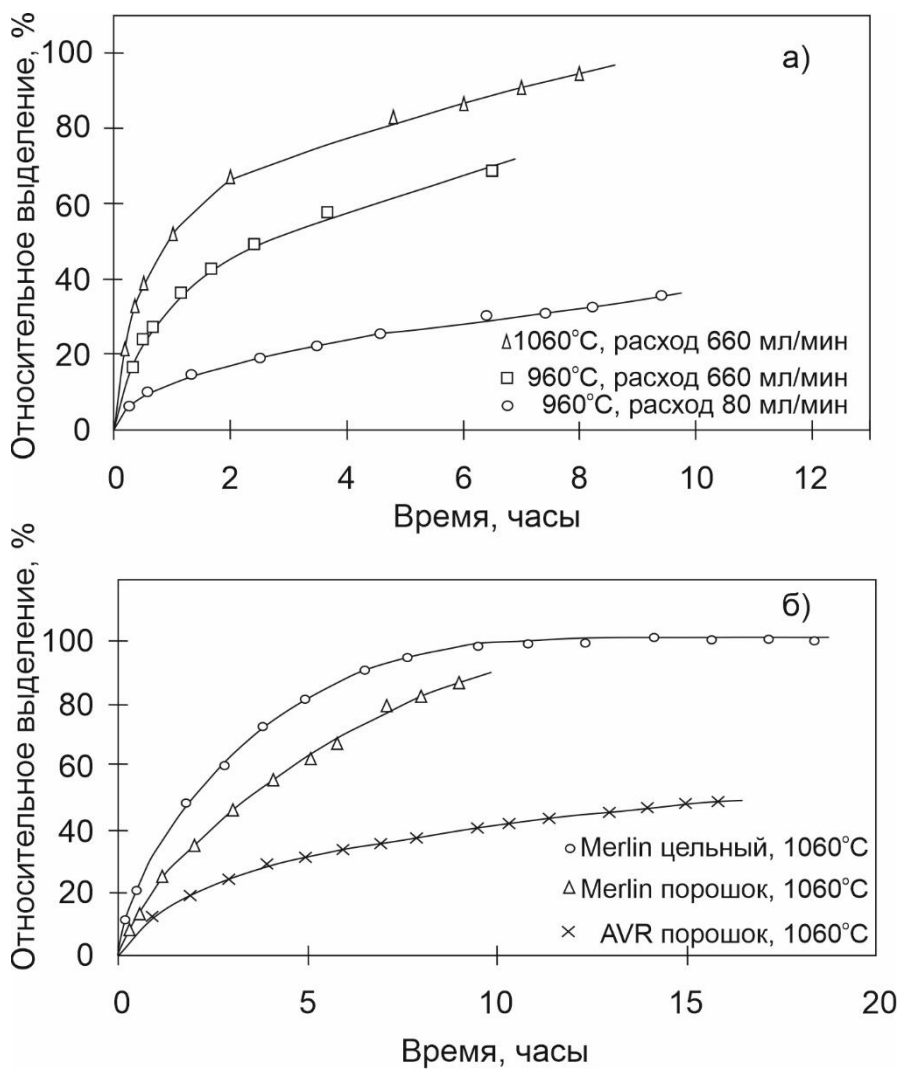 Относительное выделение, %
100
80
60
40
20
0
а)
△ 1060°C, расход 660 мл/мин
□ 960°C, расход 660 мл/мин
○ 960°C, расход 80 мл/мин
0 2 4 6 8 10 12
Время, часы
Относительное выделение, %
100
80
60
40
20
0
б)
○ Merlin цельный, 1060°C
△ Merlin порошок, 1060°C
× AVR порошок, 1060°C
0 5 10 15 20
Время, часы